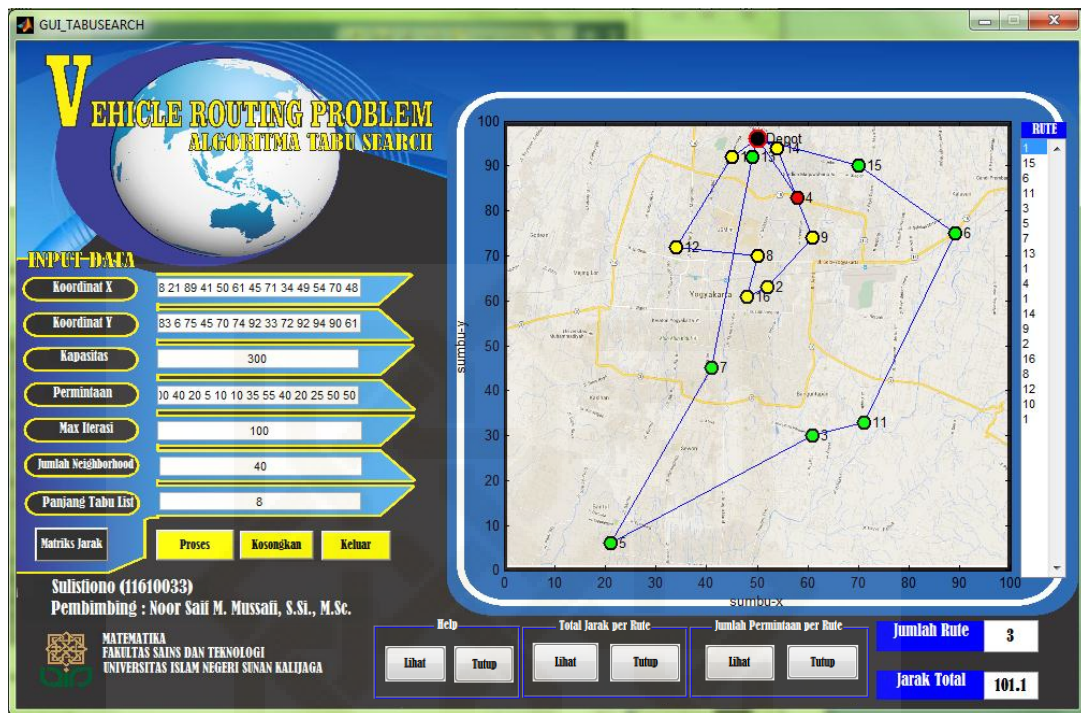 GUI_TABUSEARCH
VEHICLE ROUTING PROBLEM
ALGORITMA TABU SEARCH
INPUT DATA
Koordinat X
8 21 89 41 50 61 45 71 34 49 54 70 48
Koordinat Y
83 6 75 45 70 74 92 33 72 92 94 90 61
Kapasitas
300
Permintaan
00 40 20 5 10 10 35 55 40 20 25 50 50
Max Iterasi
100
Jumlah Neighborhood
40
Panjang Tabu List
8
Matriks Jarak
Proses
Kosongkan
Keluar
Sulistiono (11610033)
Pembimbing : Noor Saif M. Mussafi, S.Si., M.Sc.
MATEMATIKA
FAKULTAS SAINS DAN TEKNOLOGI
UNIVERSITAS ISLAM NEGERI SUNAN KALIJAGA
sumbu-y
100
90
80
70
60
50
40
30
20
10
0
0 10 20 30 40 50 60 70 80 90 100
sumbu-x
Depot
13
14
15
4
6
9
12
8
2
16
7
3
11
5
Yogyakarta
RUTE
1
15
6
11
3
5
7
13
1
4
1
14
9
2
16
8
12
10
1
Help
Lihat
Tutup
Total Jarak per Rute
Lihat
Tutup
Jumlah Permintaan per Rute
Lihat
Tutup
Jumlah Rute
3
Jarak Total
101.1